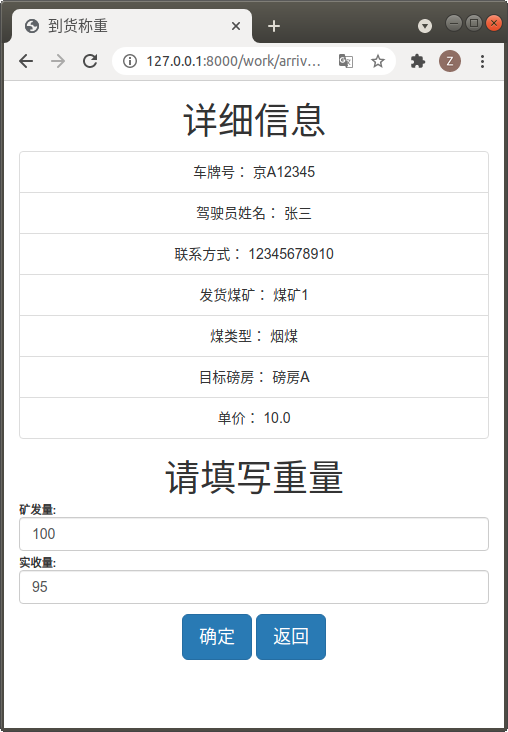 到货称重
127.0.0.1:8000/work/arriv…
Z
详细信息
车牌号： 京A12345
驾驶员姓名： 张三
联系方式： 12345678910
发货煤矿： 煤矿1
煤类型： 烟煤
目标磅房： 磅房A
单价： 10.0
请填写重量
矿发量:
100
实收量:
95
确定 返回